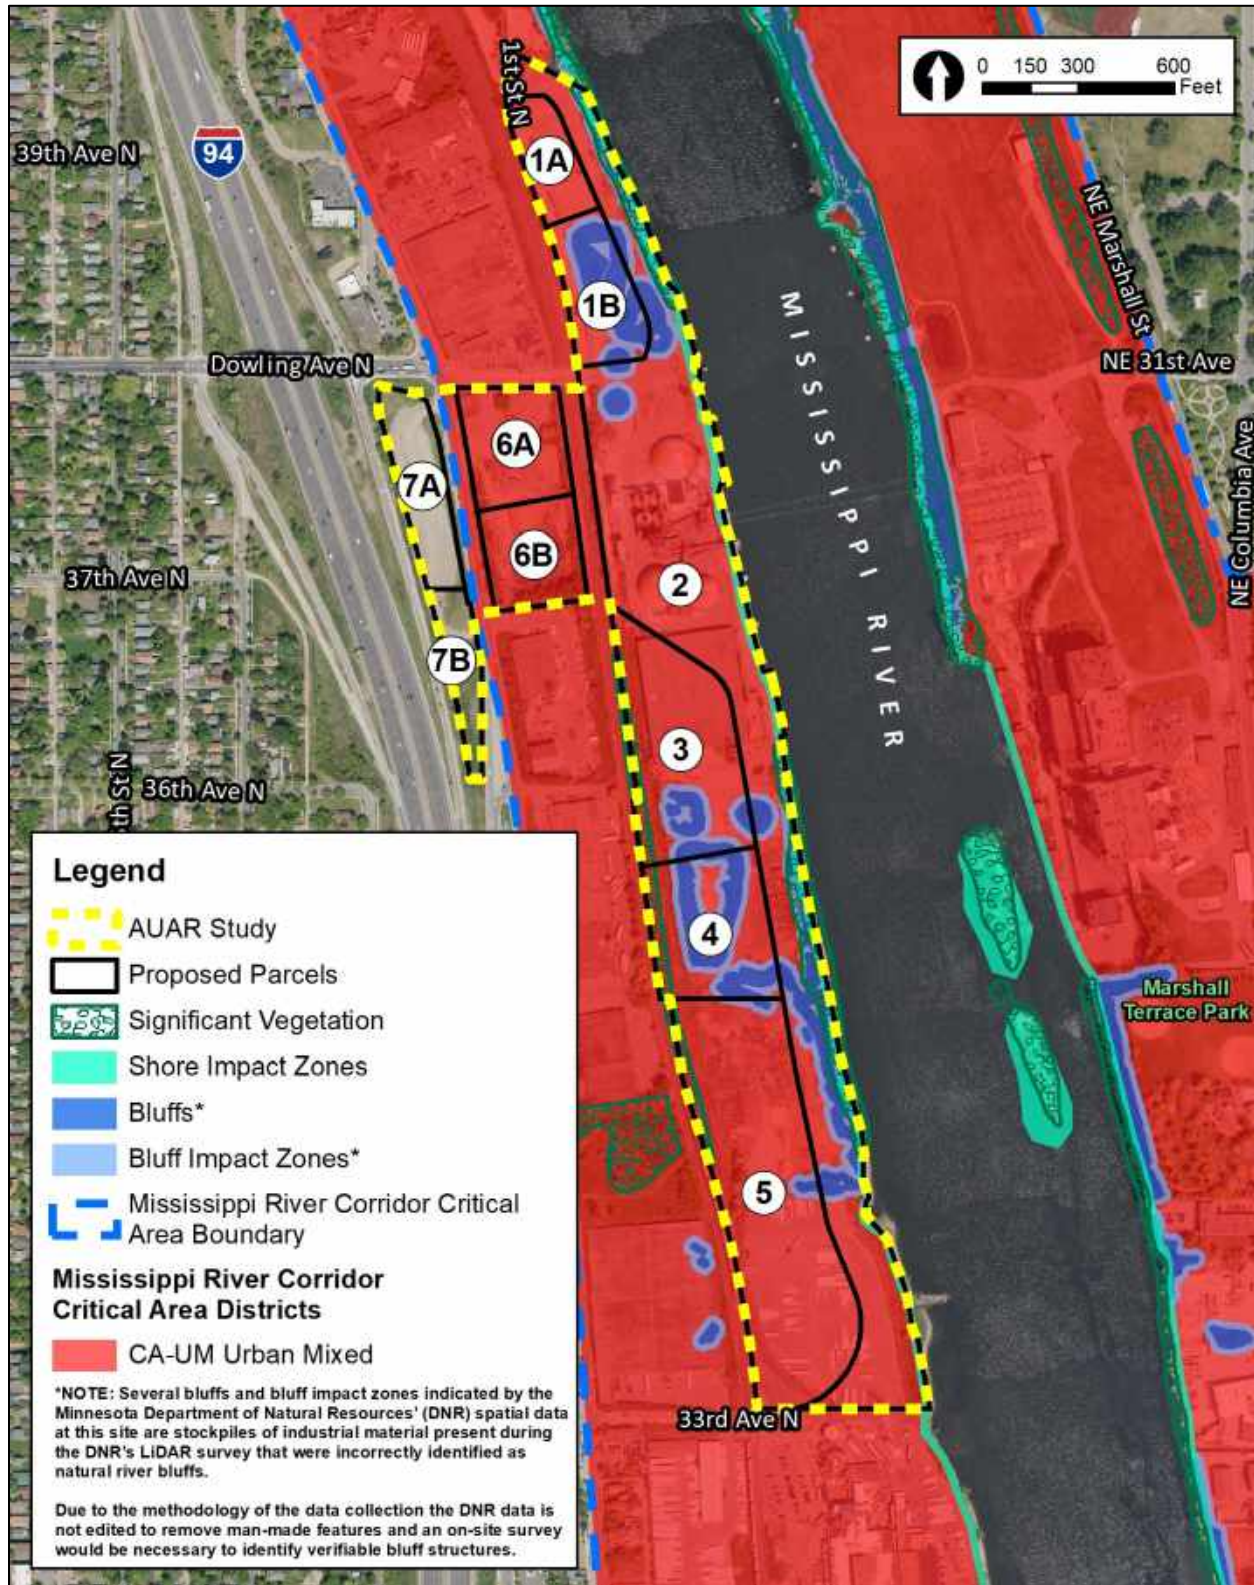 1st St N
0 150 300 600
Feet
39th Ave N
94
1A
NE Marshall St
1B
MISSISSIPPI RIVER
Dowling Ave N
NE 31st Ave
6A
7A
NE Columbia Ave
6B
37th Ave N
2
7B
3
36th Ave N
th St N
4
Marshall
Terrace Park
5
33rd Ave N
Legend
AUAR Study
Proposed Parcels
Significant Vegetation
Shore Impact Zones
Bluffs*
Bluff Impact Zones*
Mississippi River Corridor Critical
Area Boundary
Mississippi River Corridor
Critical Area Districts
CA-UM Urban Mixed
*NOTE: Several bluffs and bluff impact zones indicated by the
Minnesota Department of Natural Resources' (DNR) spatial data
at this site are stockpiles of industrial material present during
the DNR's LiDAR survey that were incorrectly identified as
natural river bluffs.
Due to the methodology of the data collection the DNR data is
not edited to remove man-made features and an on-site survey
would be necessary to identify verifiable bluff structures.